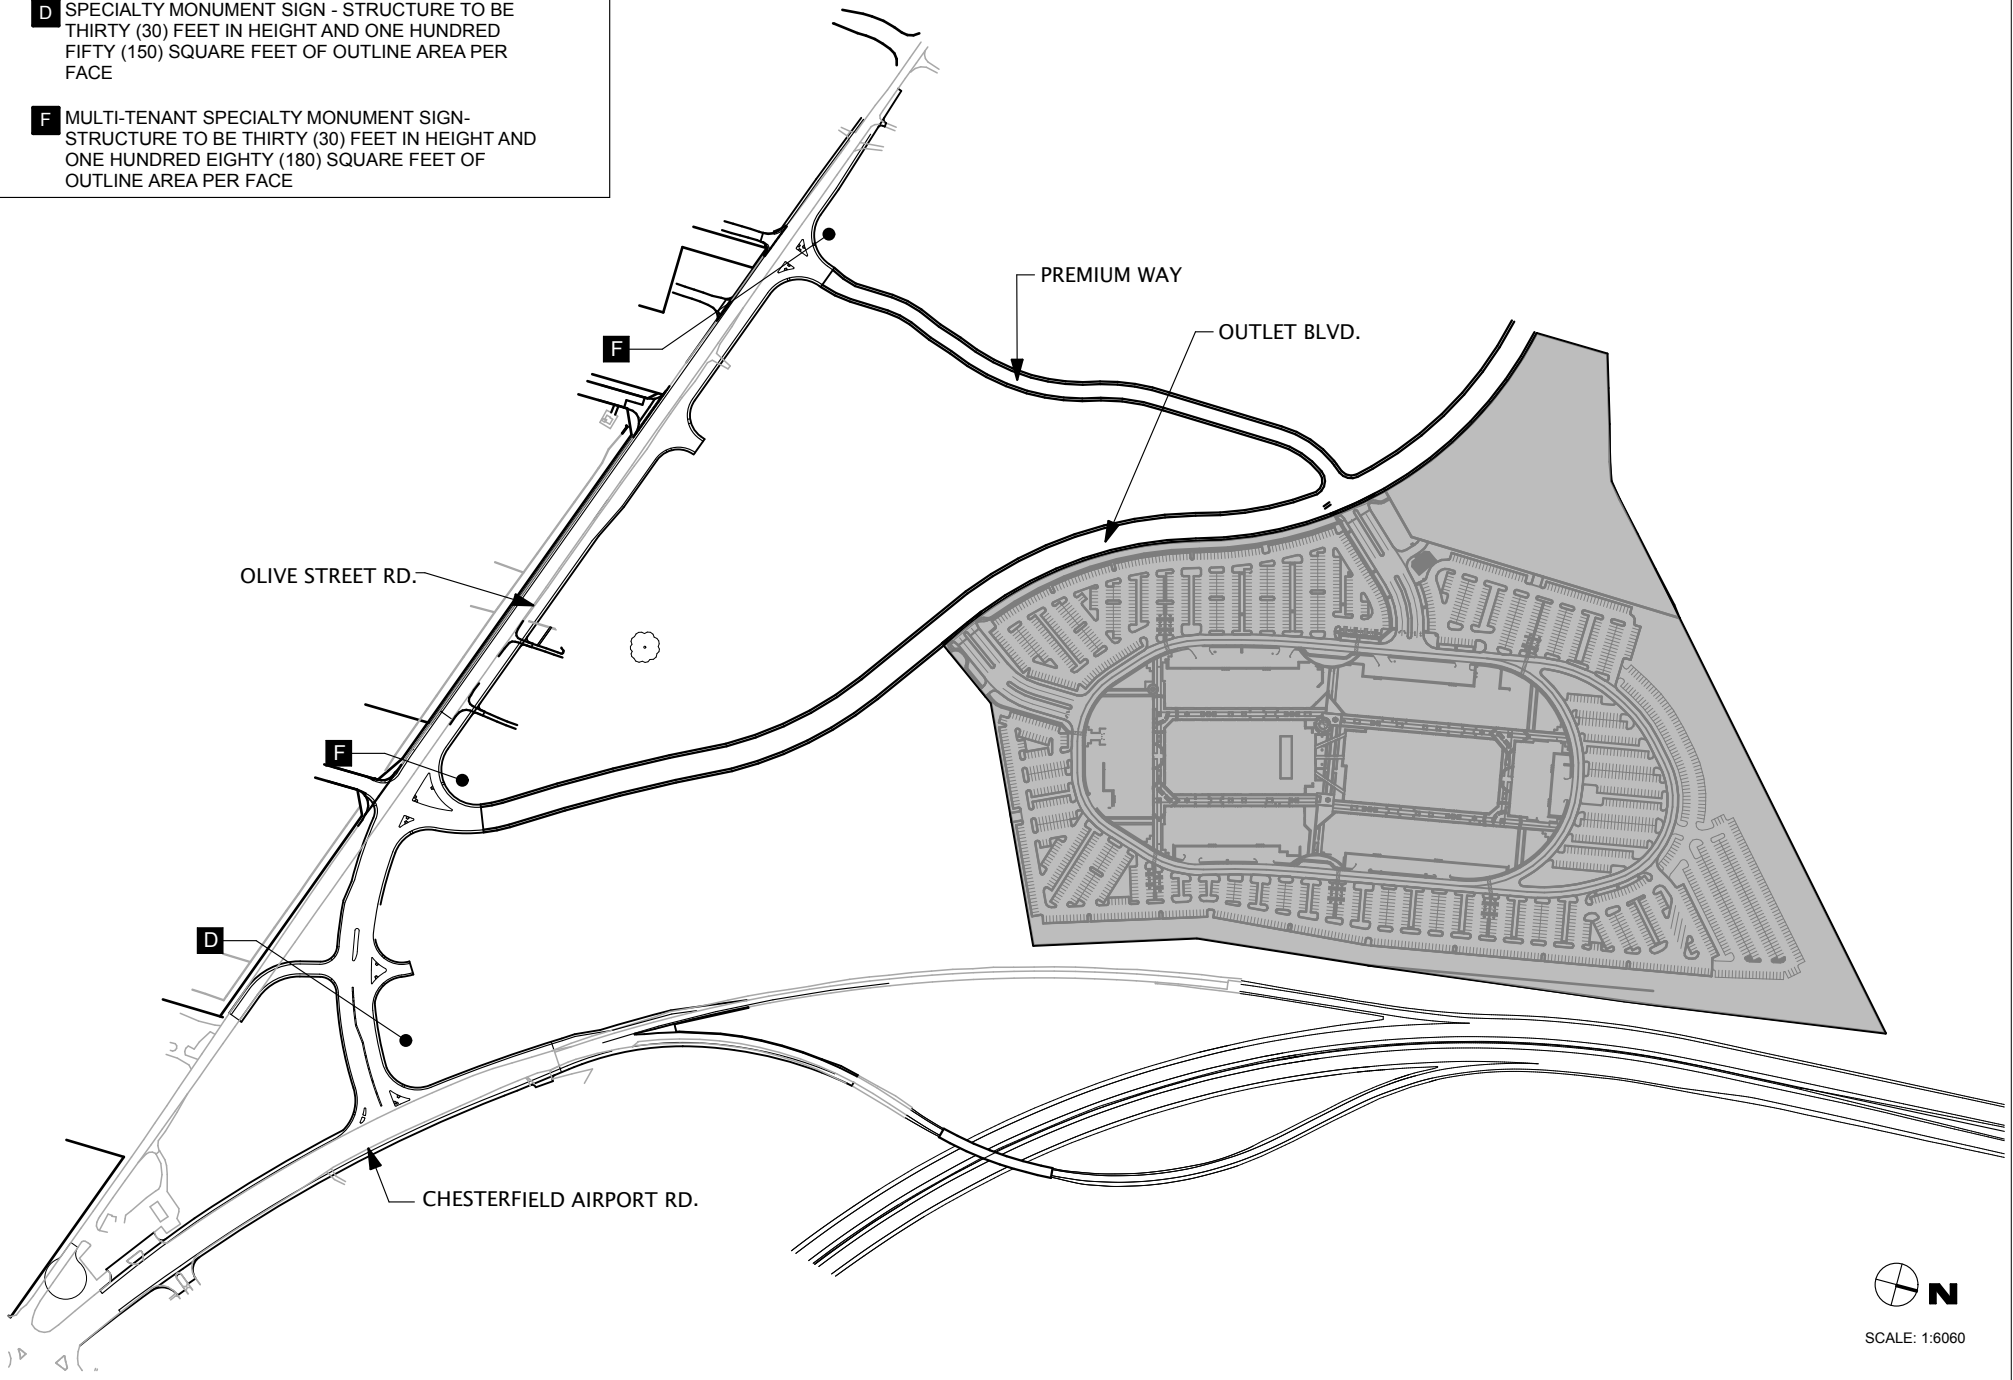 D SPECIALTY MONUMENT SIGN - STRUCTURE TO BE
THIRTY (30) FEET IN HEIGHT AND ONE HUNDRED
FIFTY (150) SQUARE FEET OF OUTLINE AREA PER
FACE
F MULTI-TENANT SPECIALTY MONUMENT SIGN-
STRUCTURE TO BE THIRTY (30) FEET IN HEIGHT AND
ONE HUNDRED EIGHTY (180) SQUARE FEET OF
OUTLINE AREA PER FACE
PREMIUM WAY
OUTLET BLVD.
F
OLIVE STREET RD.
F
D
CHESTERFIELD AIRPORT RD.
N
SCALE: 1:6060